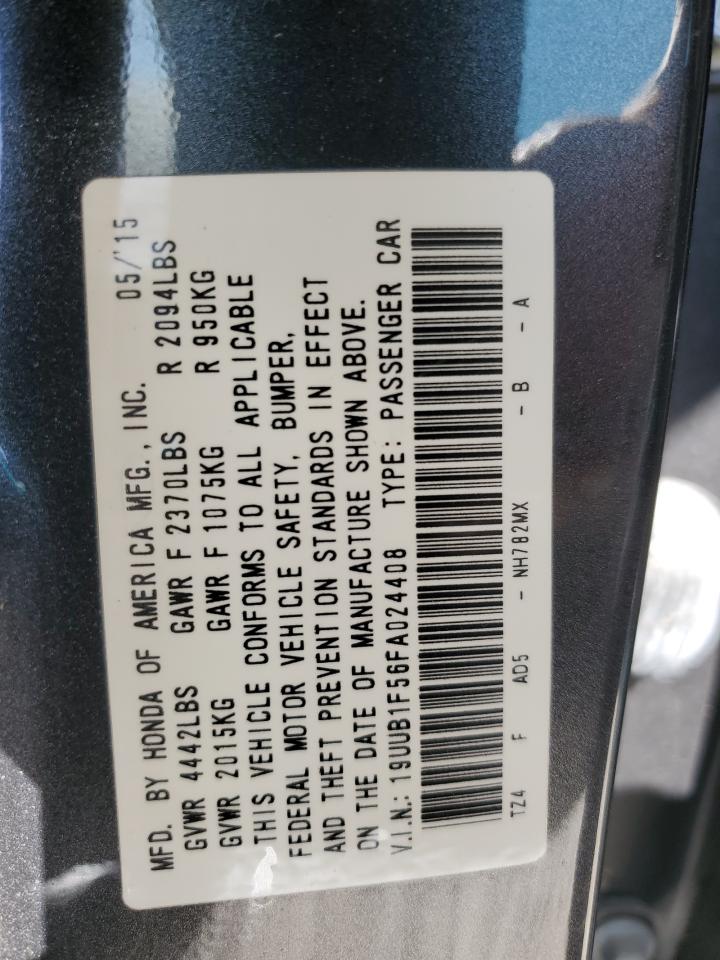 MFD. BY HONDA OF AMERICA MFG., INC. 05/'15
GVWR 4442LBS GAWR F 2370LBS R 2094LBS
GVWR 2015KG GAWR F 1075KG R 950KG
THIS VEHICLE CONFORMS TO ALL APPLICABLE
FEDERAL MOTOR VEHICLE SAFETY, BUMPER,
AND THEFT PREVENTION STANDARDS IN EFFECT
ON THE DATE OF MANUFACTURE SHOWN ABOVE.
V.I.N.: 19UUB1F56FA024408 TYPE: PASSENGER CAR
TZ4 F AD5 - NH782MX - B - A